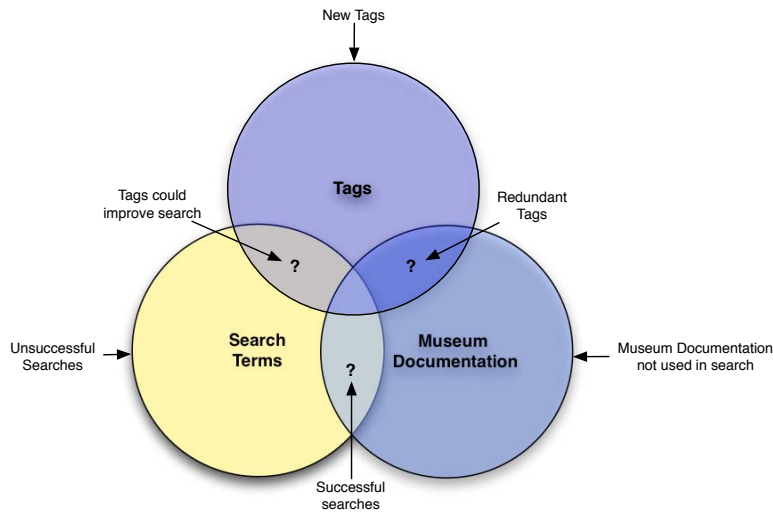 New Tags
Tags
Tags could
improve search
Redundant
Tags
?
?
Unsuccessful
Searches
Search
Terms
Museum
Documentation
Museum Documentation
not used in search
?
Successful
searches